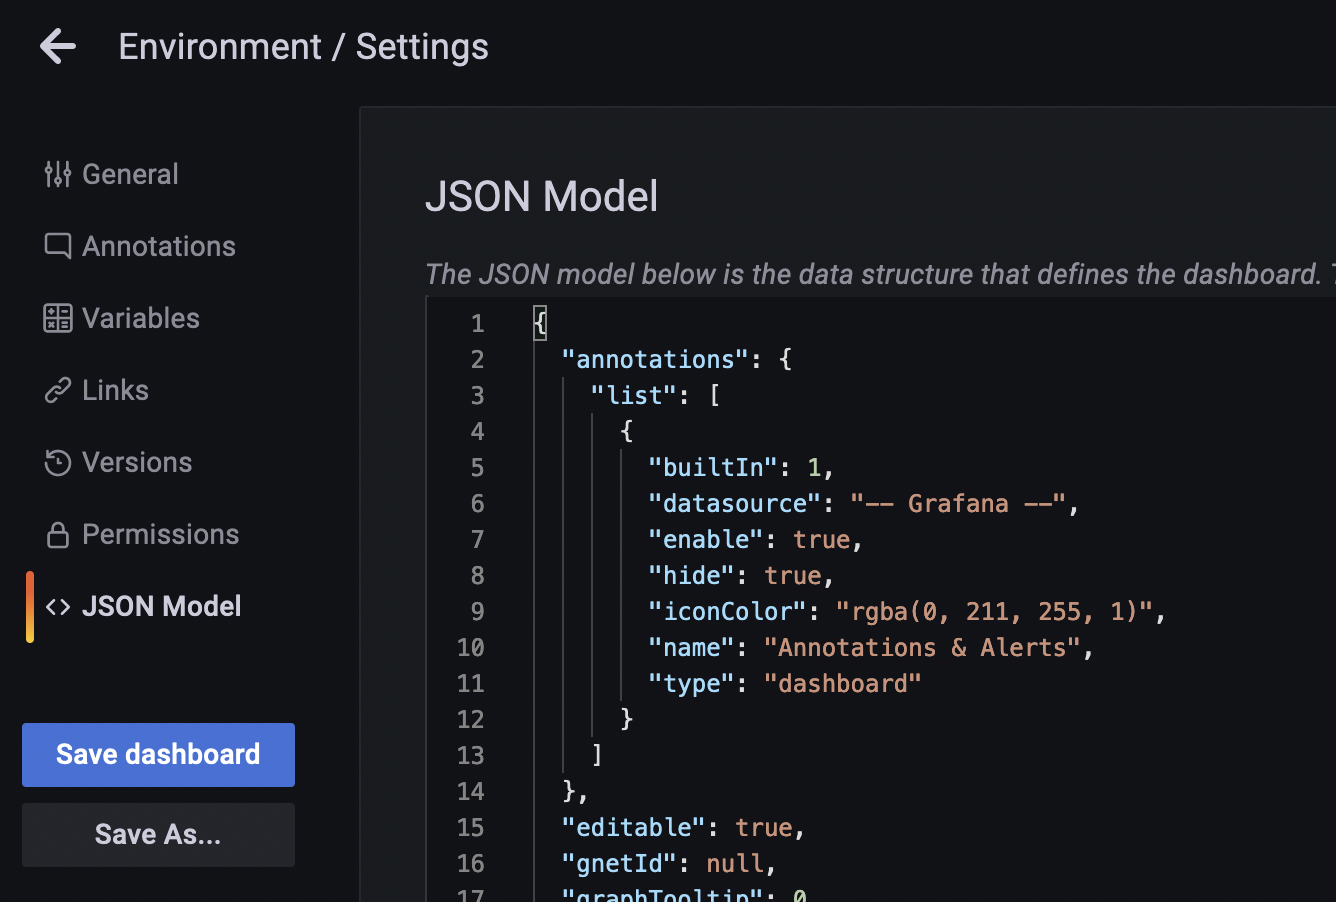 Environment / Settings
General
Annotations
Variables
Links
Versions
Permissions
<> JSON Model
Save dashboard
Save As...
JSON Model
The JSON model below is the data structure that defines the dashboard.
1 {
2 "annotations": {
3 "list": [
4 {
5 "builtIn": 1,
6 "datasource": "-- Grafana --",
7 "enable": true,
8 "hide": true,
9 "iconColor": "rgba(0, 211, 255, 1)",
10 "name": "Annotations & Alerts",
11 "type": "dashboard"
12 }
13 ]
14 },
15 "editable": true,
16 "gnetId": null,
17 "graphTooltip": 0